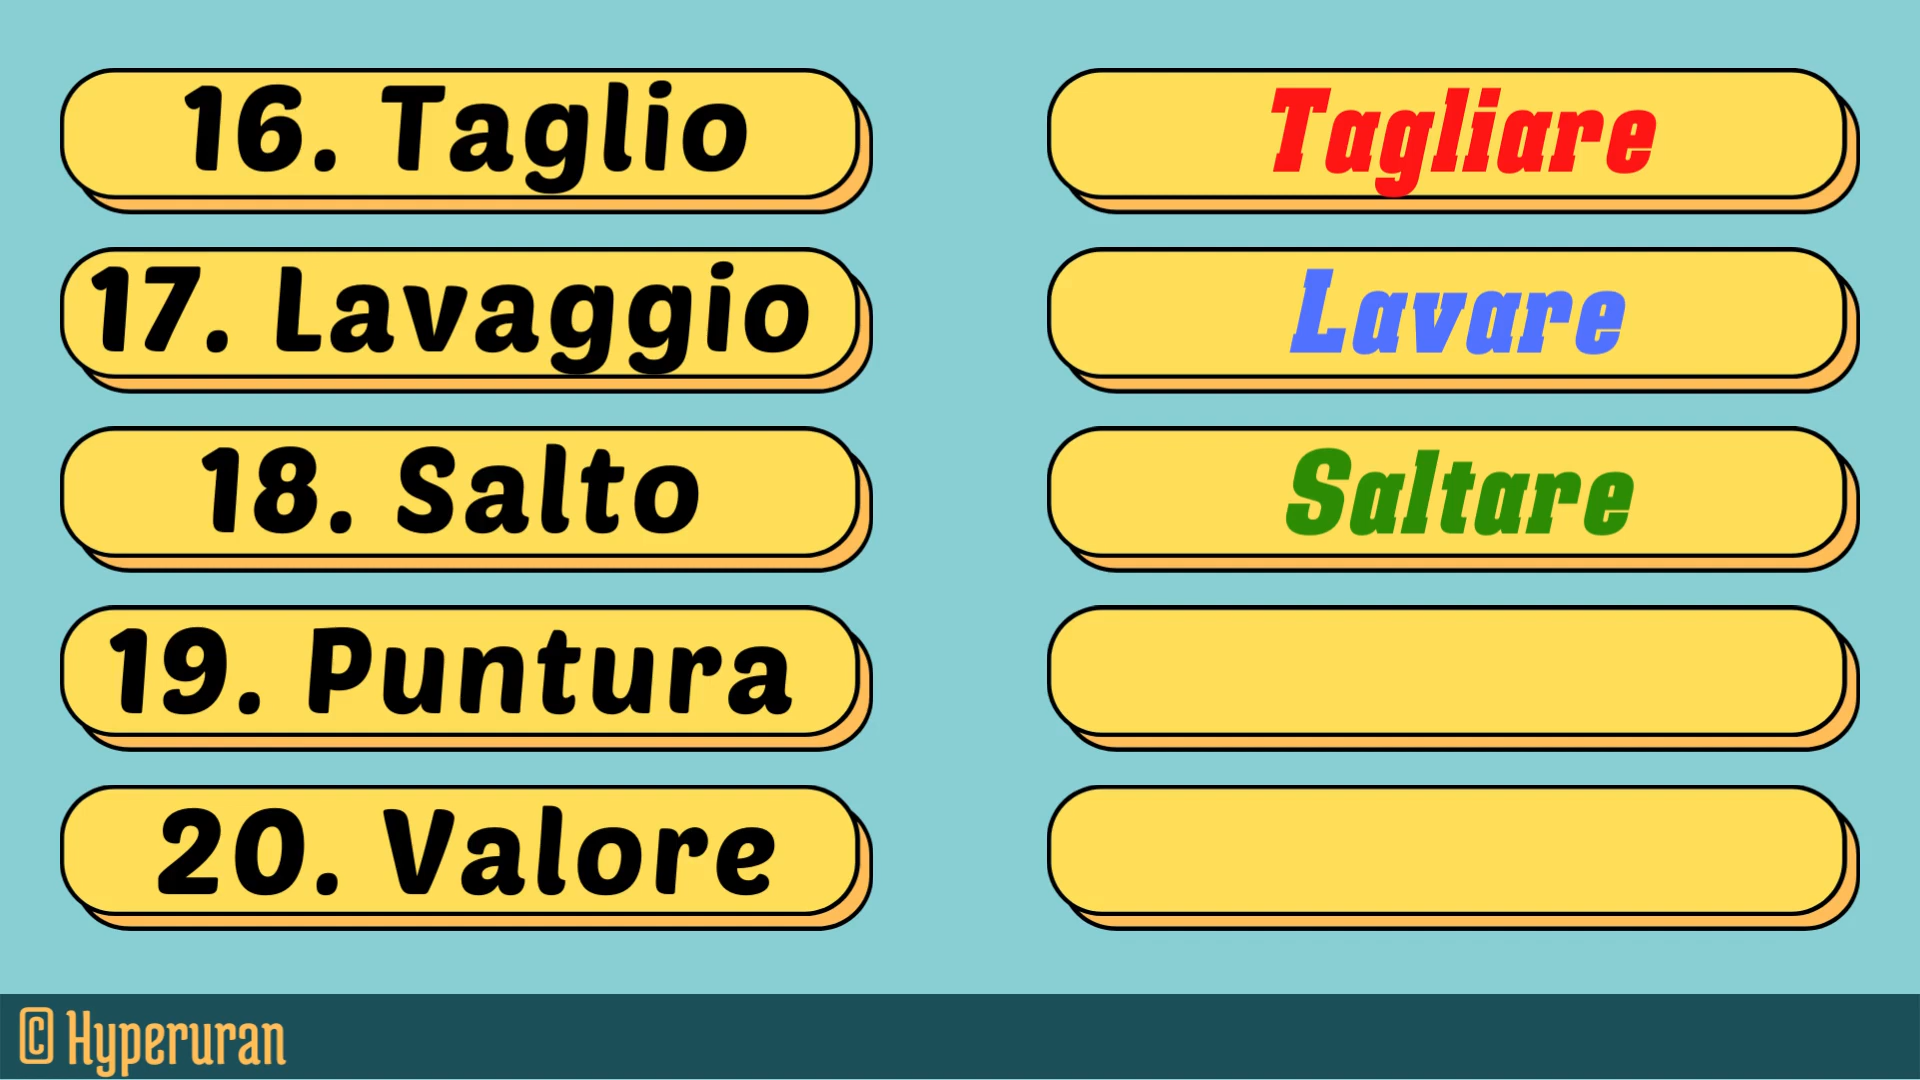 16. Taglio
Tagliare
17. Lavaggio
Lavare
18. Salto
Saltare
19. Puntura
20. Valore
© Hyperuran